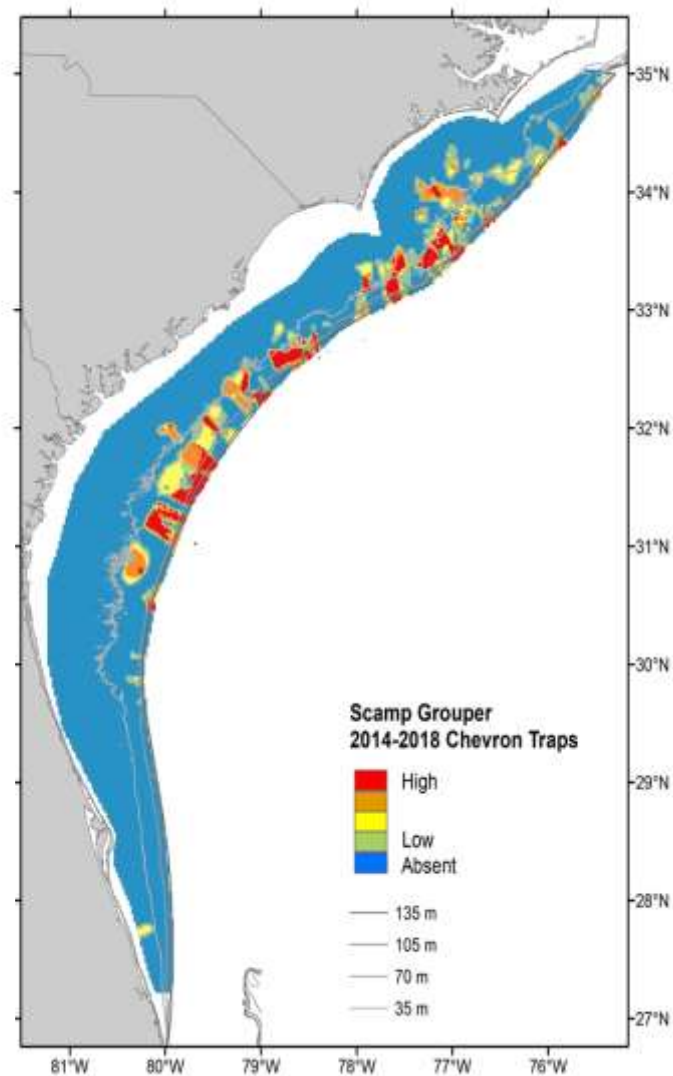 35°N
34°N
33°N
32°N
31°N
30°N
29°N
28°N
27°N
Scamp Grouper
2014-2018 Chevron Traps
High
Low
Absent
135 m
105 m
70 m
35 m
81°W 80°W 79°W 78°W 77°W 76°W